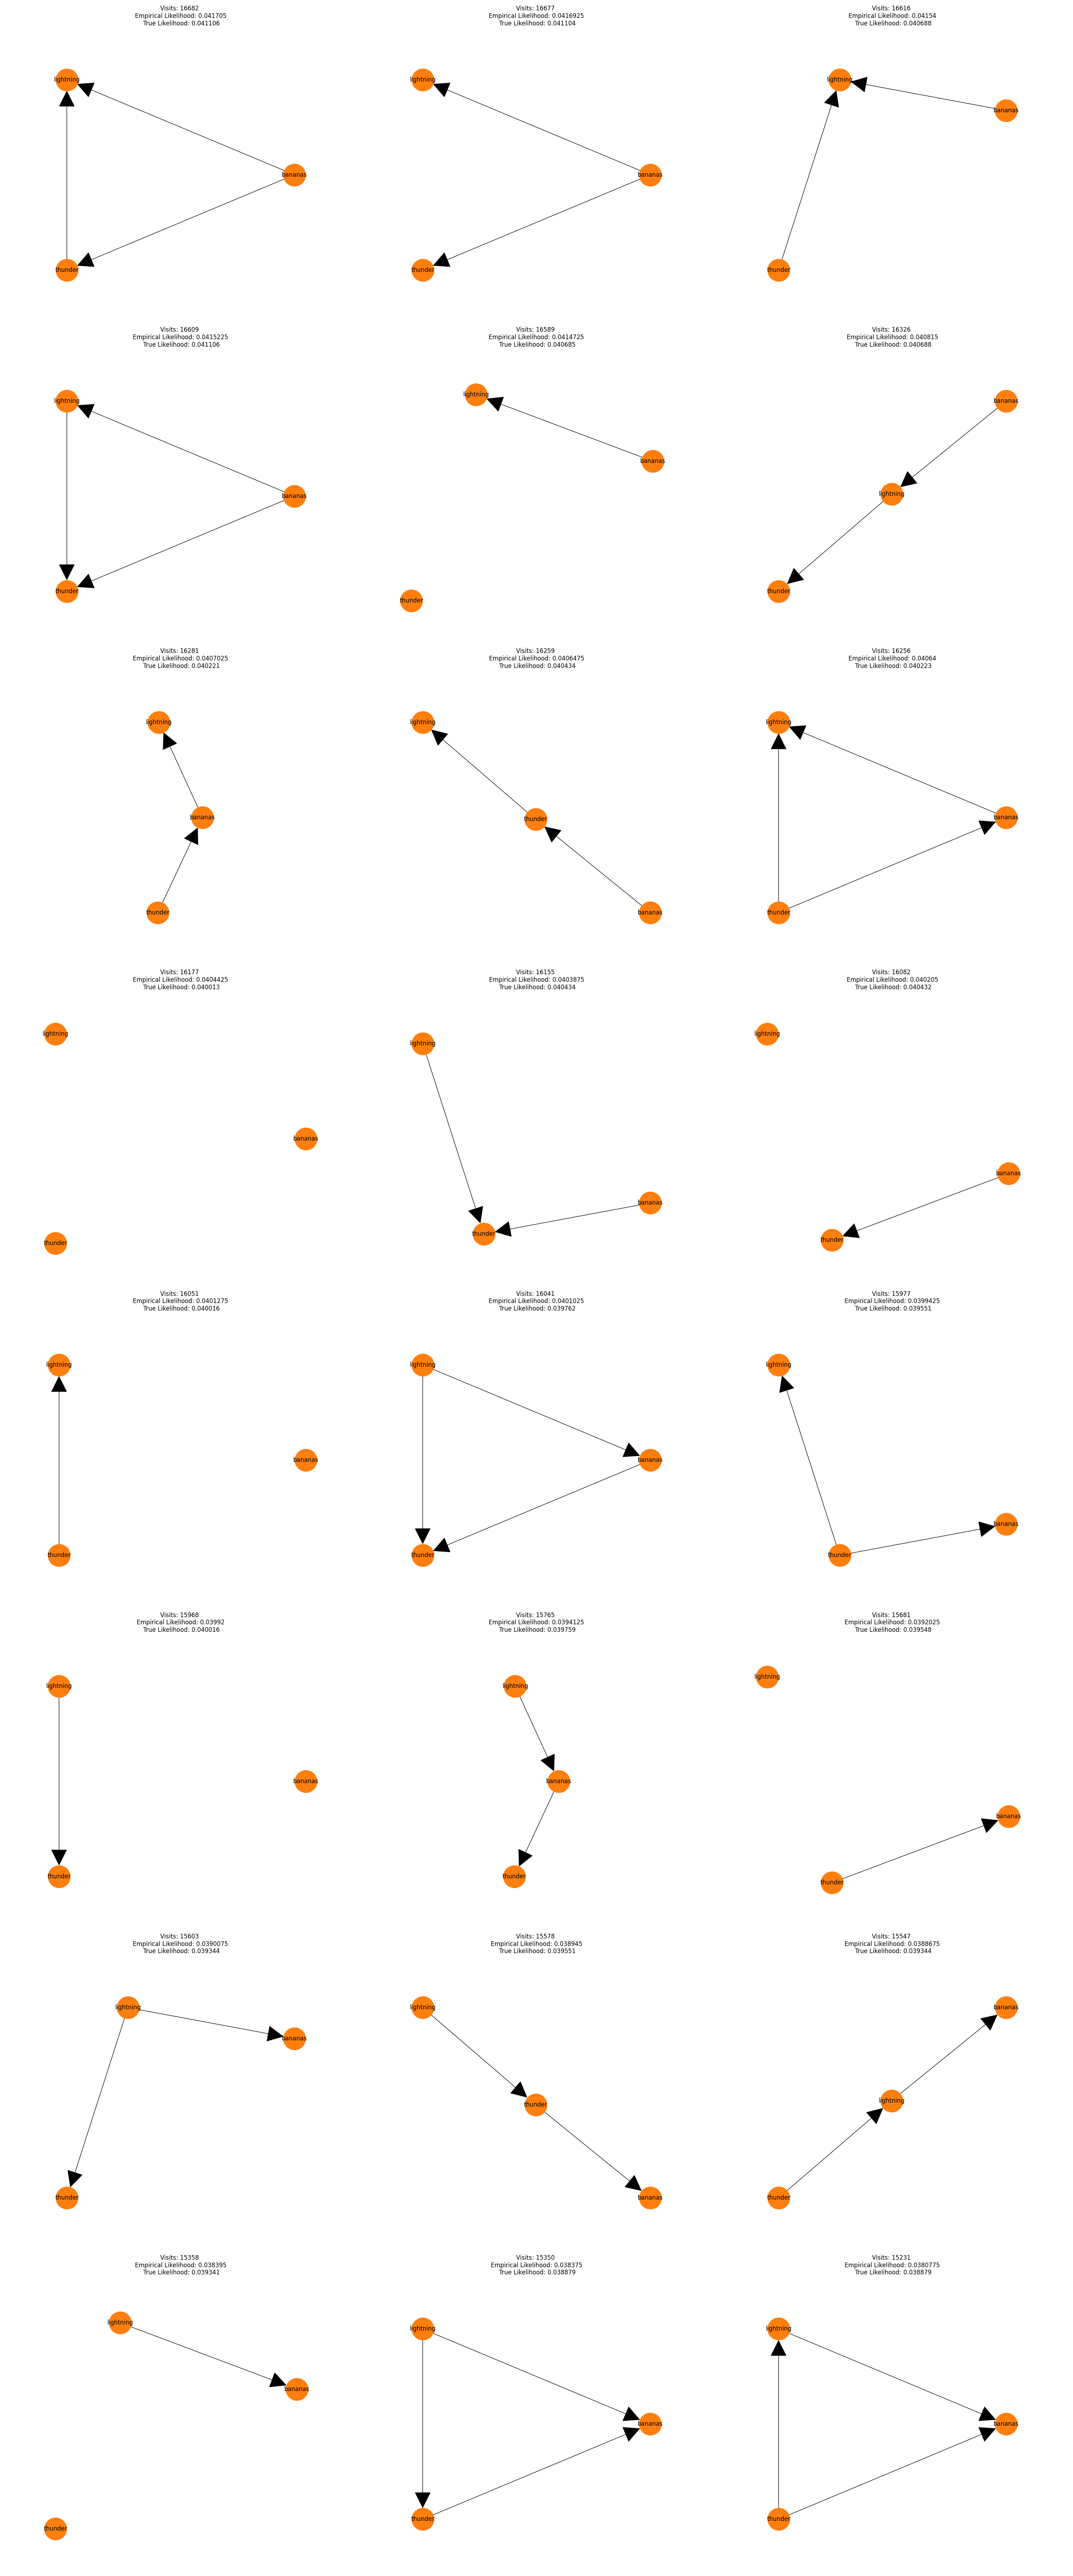 Visits: 16682
Empirical Likelihood: 0.041705
True Likelihood: 0.041106
lightning
bananas
thunder
Visits: 16677
Empirical Likelihood: 0.0416925
True Likelihood: 0.041104
lightning
bananas
thunder
Visits: 16616
Empirical Likelihood: 0.04154
True Likelihood: 0.040688
lightning
bananas
thunder
Visits: 16609
Empirical Likelihood: 0.0415225
True Likelihood: 0.041106
lightning
bananas
thunder
Visits: 16589
Empirical Likelihood: 0.0414725
True Likelihood: 0.040685
lightning
bananas
thunder
Visits: 16326
Empirical Likelihood: 0.040815
True Likelihood: 0.040688
bananas
lightning
thunder
Visits: 16281
Empirical Likelihood: 0.0407025
True Likelihood: 0.040221
lightning
bananas
thunder
Visits: 16259
Empirical Likelihood: 0.0406475
True Likelihood: 0.040434
lightning
thunder
bananas
Visits: 16256
Empirical Likelihood: 0.04064
True Likelihood: 0.040223
lightning
bananas
thunder
Visits: 16177
Empirical Likelihood: 0.0404425
True Likelihood: 0.040013
lightning
bananas
thunder
Visits: 16155
Empirical Likelihood: 0.0403875
True Likelihood: 0.040434
lightning
bananas
thunder
Visits: 16082
Empirical Likelihood: 0.040205
True Likelihood: 0.040432
lightning
bananas
thunder
Visits: 16051
Empirical Likelihood: 0.0401275
True Likelihood: 0.040016
lightning
bananas
thunder
Visits: 16041
Empirical Likelihood: 0.0401025
True Likelihood: 0.039762
lightning
bananas
thunder
Visits: 15977
Empirical Likelihood: 0.0399425
True Likelihood: 0.039551
lightning
bananas
thunder
Visits: 15968
Empirical Likelihood: 0.03992
True Likelihood: 0.040016
lightning
bananas
thunder
Visits: 15765
Empirical Likelihood: 0.0394125
True Likelihood: 0.039759
lightning
bananas
thunder
Visits: 15681
Empirical Likelihood: 0.0392025
True Likelihood: 0.039548
lightning
bananas
thunder
Visits: 15603
Empirical Likelihood: 0.0390075
True Likelihood: 0.039344
lightning
bananas
thunder
Visits: 15578
Empirical Likelihood: 0.038945
True Likelihood: 0.039551
lightning
thunder
bananas
Visits: 15547
Empirical Likelihood: 0.0388675
True Likelihood: 0.039344
bananas
lightning
thunder
Visits: 15358
Empirical Likelihood: 0.038395
True Likelihood: 0.039341
lightning
bananas
thunder
Visits: 15350
Empirical Likelihood: 0.038375
True Likelihood: 0.038879
lightning
bananas
thunder
Visits: 15231
Empirical Likelihood: 0.0380775
True Likelihood: 0.038879
lightning
bananas
thunder